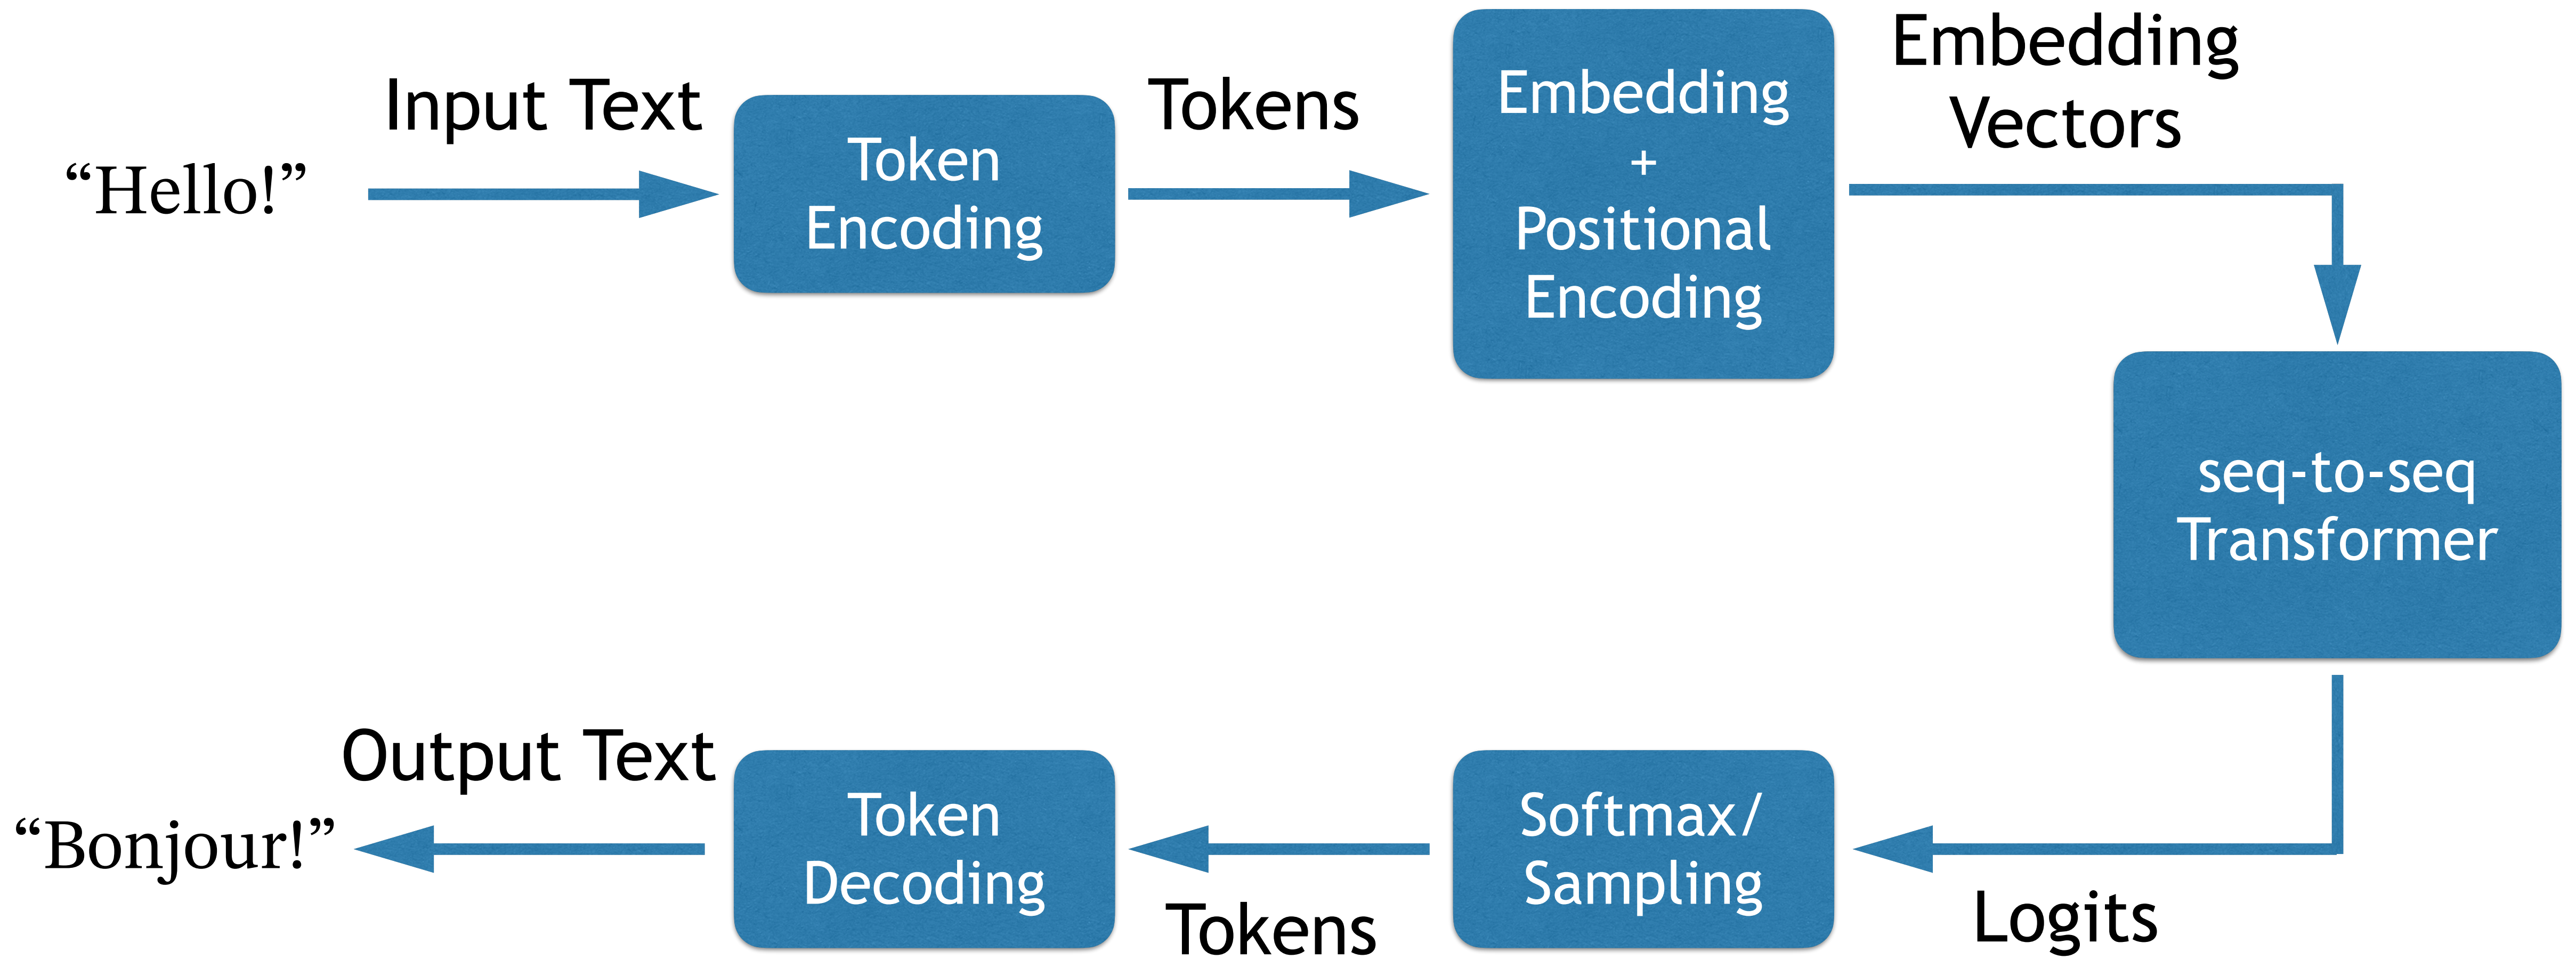 “Hello!”
Input Text
Token
Encoding
Tokens
Embedding
+
Positional
Encoding
Embedding
Vectors
seq-to-seq
Transformer
Logits
Softmax/
Sampling
Tokens
Token
Decoding
Output Text
“Bonjour!”